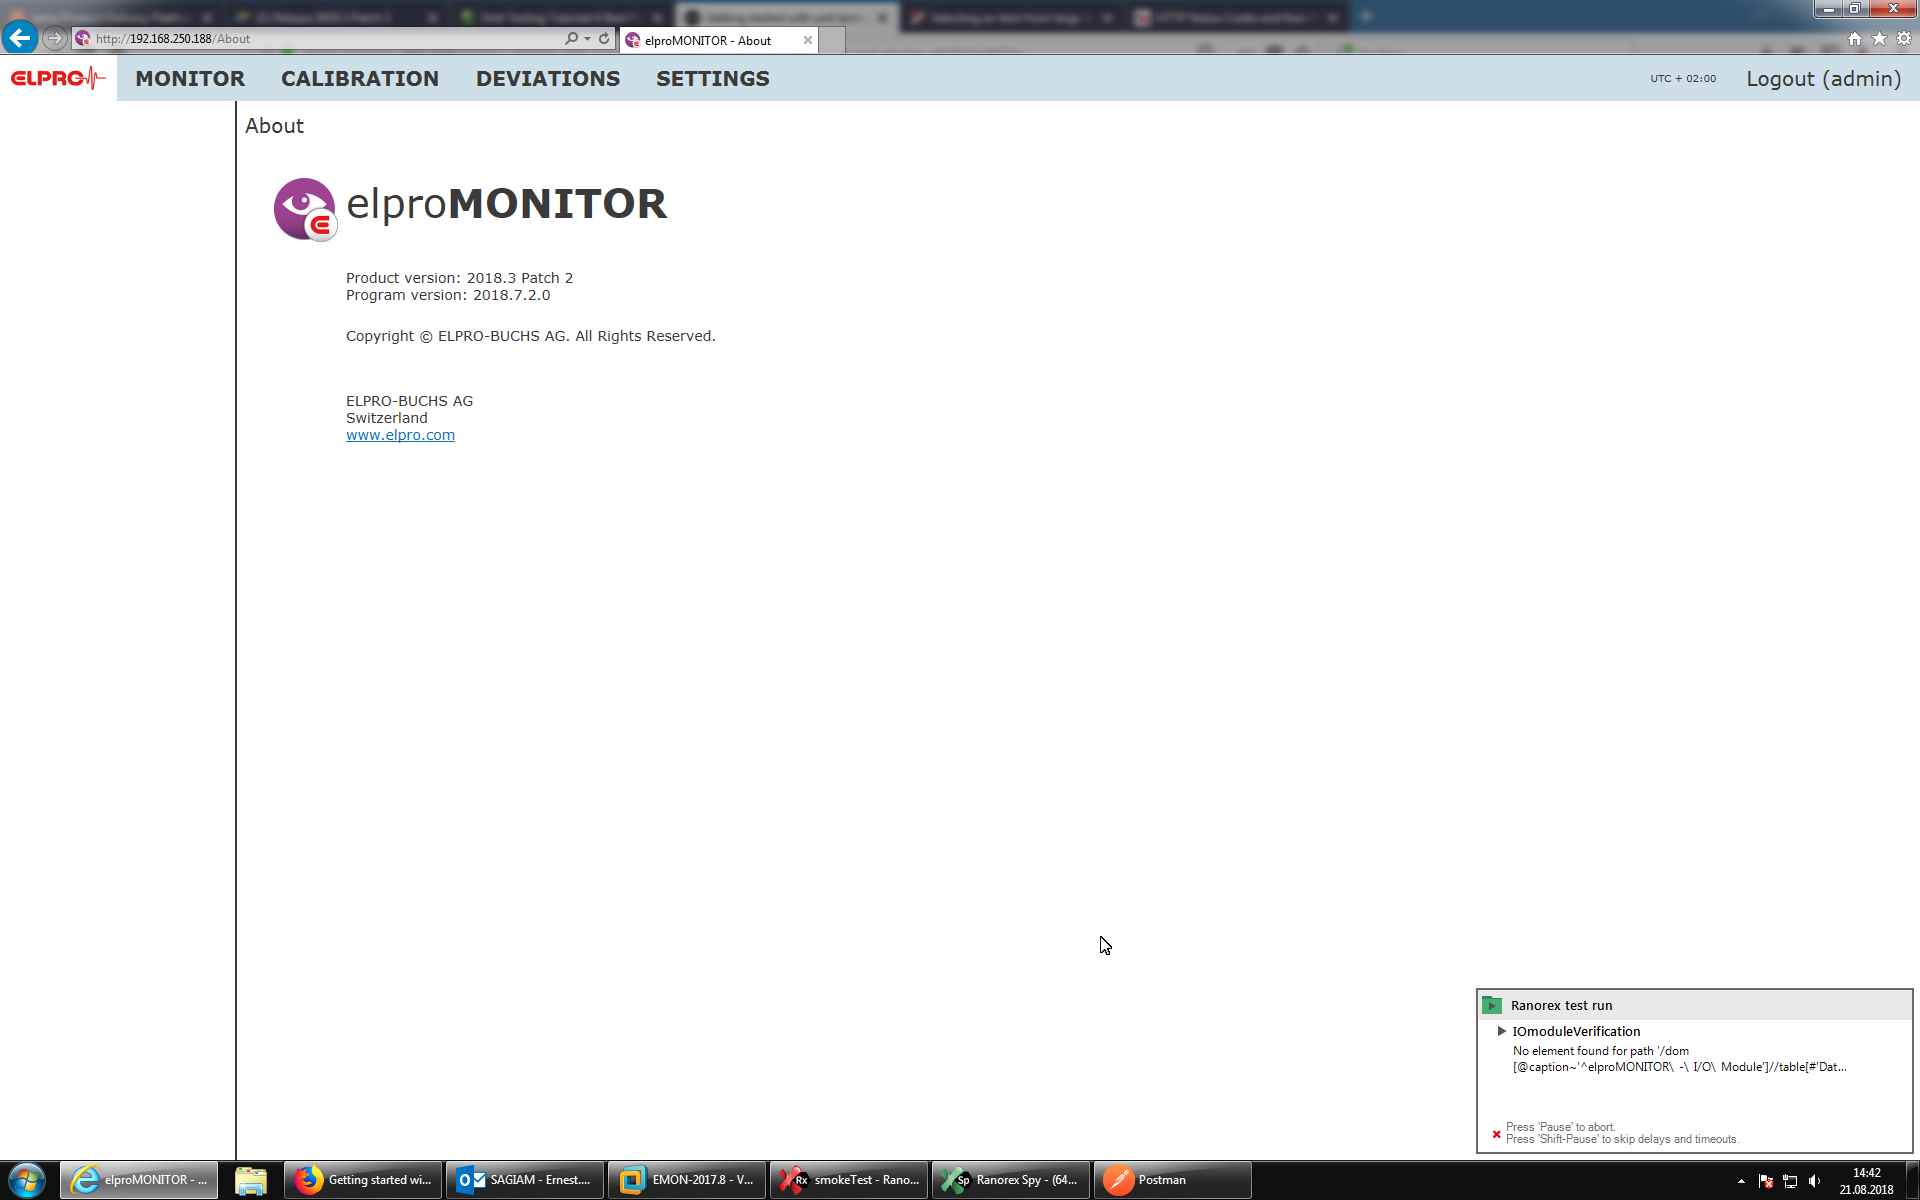 http://192.168.250.188/About
elproMONITOR - About
ELPRO
MONITOR
CALIBRATION
DEVIATIONS
SETTINGS
UTC + 02:00
Logout (admin)
About
elproMONITOR
Product version: 2018.3 Patch 2
Program version: 2018.7.2.0
Copyright © ELPRO-BUCHS AG. All Rights Reserved.
ELPRO-BUCHS AG
Switzerland
www.elpro.com
Ranorex test run
IOmoduleVerification
No element found for path '/dom
[@caption~'^elproMONITOR\ -\ I/O\ Module']//table[#'Dat...
Press 'Pause' to abort.
Press 'Shift-Pause' to skip delays and timeouts.
elproMONITOR - ...
Getting started wi...
SAGIAM - Ernest....
EMON-2017.8 - V...
smokeTest - Rano...
Ranorex Spy - (64...
Postman
14:42
21.08.2018